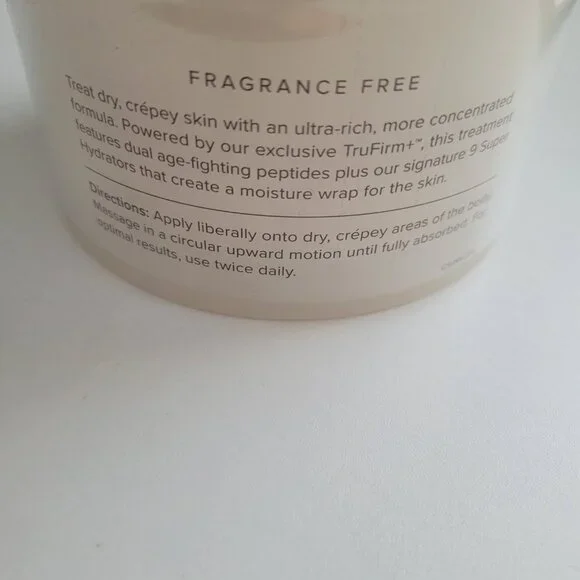 FRAGRANCE FREE
Treat dry, crépey skin with an ultra-rich, more concentrated
formula. Powered by our exclusive TruFirm+™, this treatment
features dual age-fighting peptides plus our signature 9 Super
Hydrators that create a moisture wrap for the skin.
Directions: Apply liberally onto dry, crépey areas of the body.
Massage in a circular upward motion until fully absorbed. For
optimal results, use twice daily.